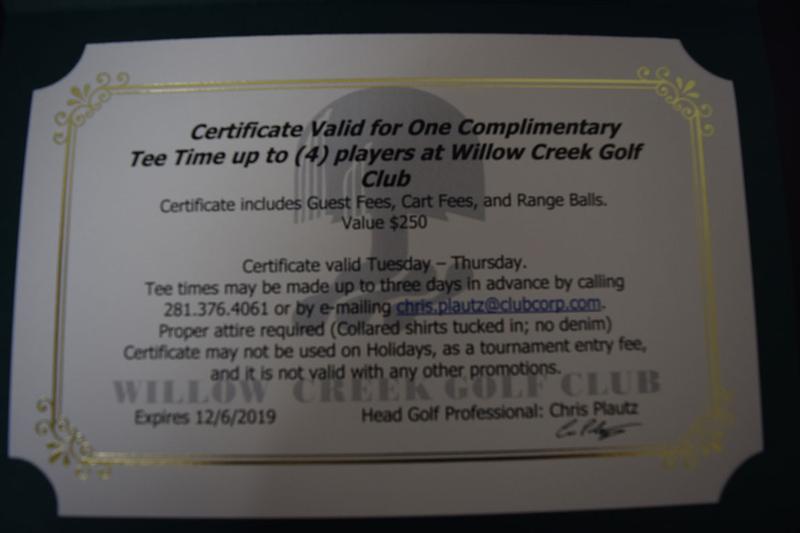 Certificate Valid for One Complimentary
Tee Time up to (4) players at Willow Creek Golf
Club
Certificate includes Guest Fees, Cart Fees, and Range Balls.
Value $250
Certificate valid Tuesday – Thursday.
Tee times may be made up to three days in advance by calling
281.376.4061 or by e-mailing chris.plautz@clubcorp.com.
Proper attire required (Collared shirts tucked in; no denim)
Certificate may not be used on Holidays, as a tournament entry fee,
and it is not valid with any other promotions.
WILLOW CREEK GOLF CLUB
Expires 12/6/2019 Head Golf Professional: Chris Plautz